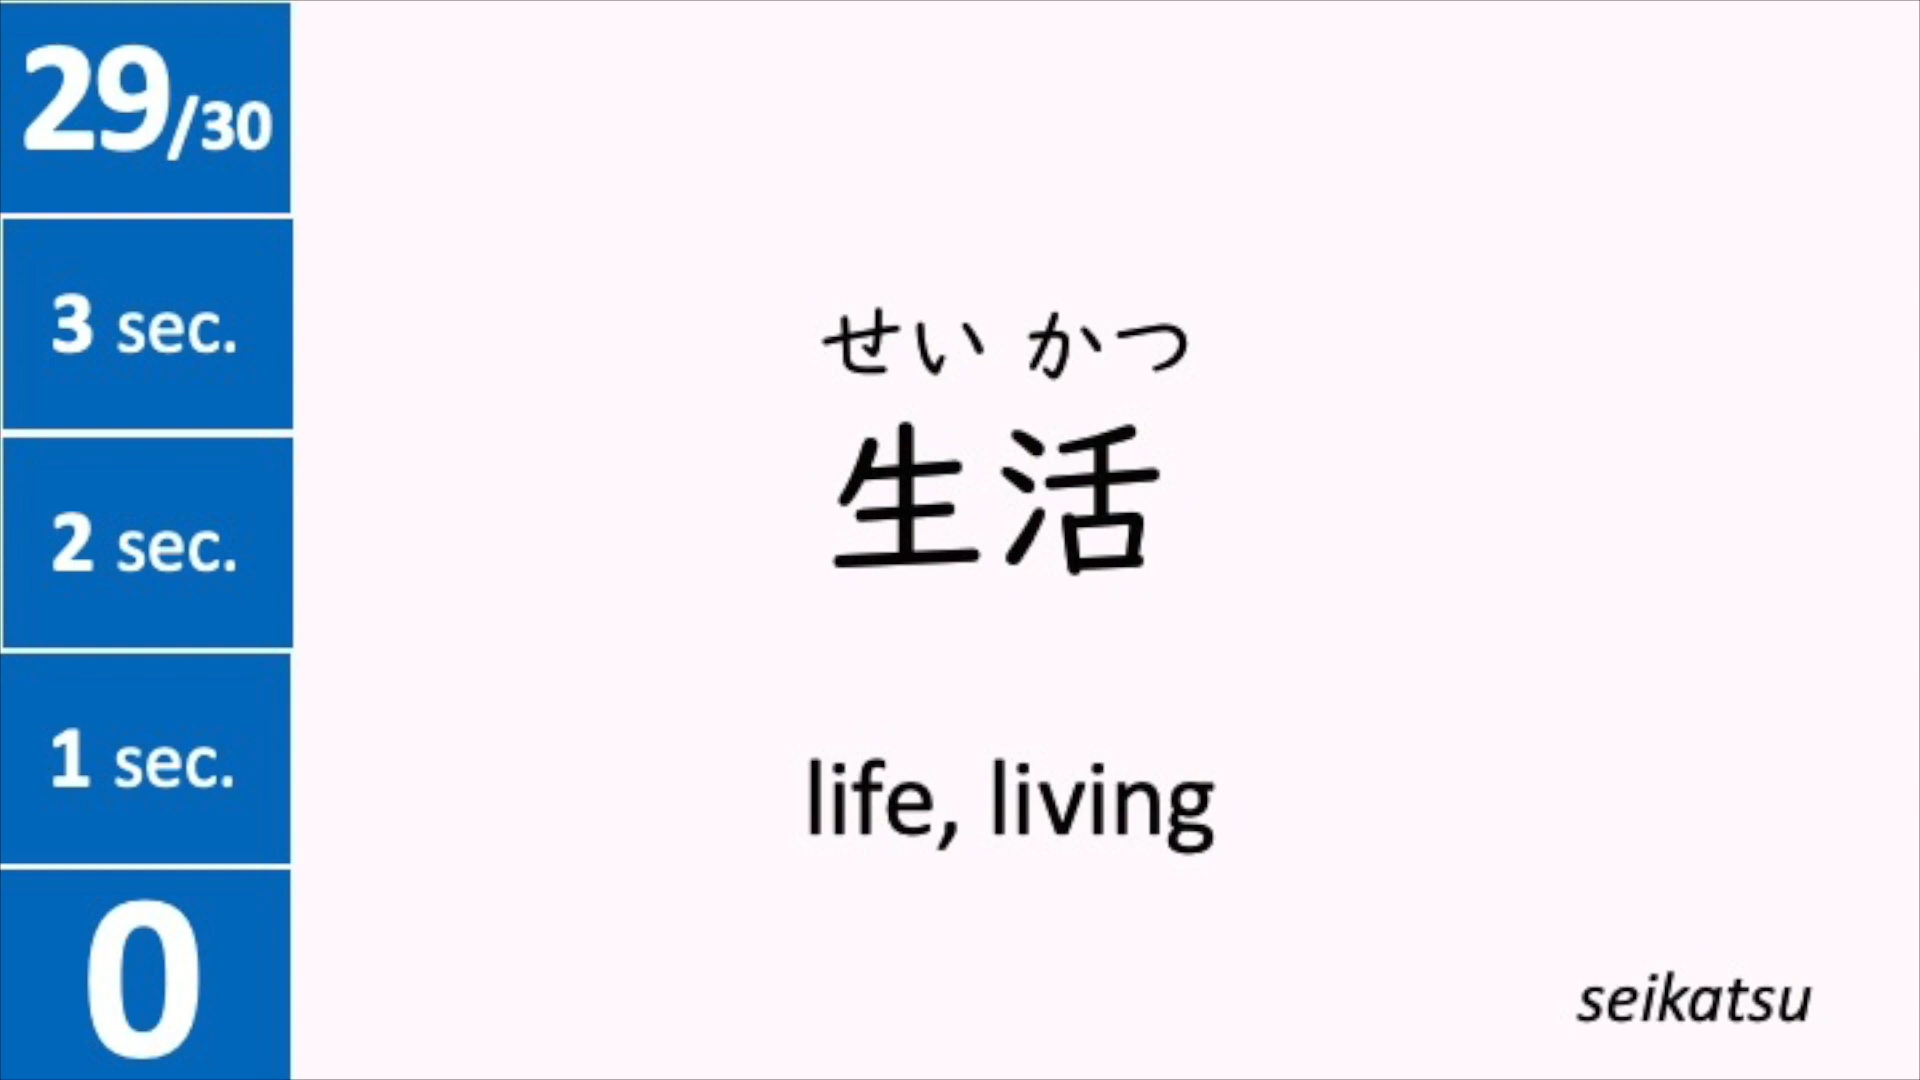 29/30
3 sec.
2 sec.
1 sec.
0
せい かつ
生活
life, living
seikatsu